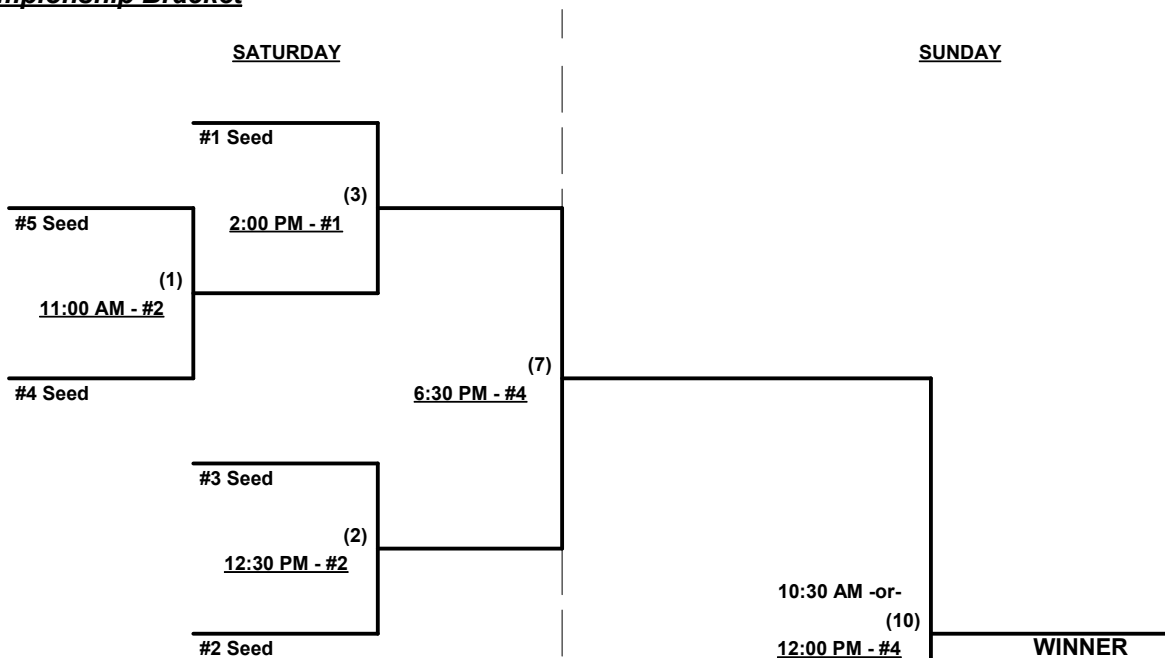 Bracket
SATURDAY
SUNDAY
#1 Seed
(3)
2:00 PM - #1
#5 Seed
(1)
11:00 AM - #2
#4 Seed
(7)
6:30 PM - #4
#3 Seed
(2)
12:30 PM - #2
#2 Seed
10:30 AM -or-
(10)
12:00 PM - #4
WINNER